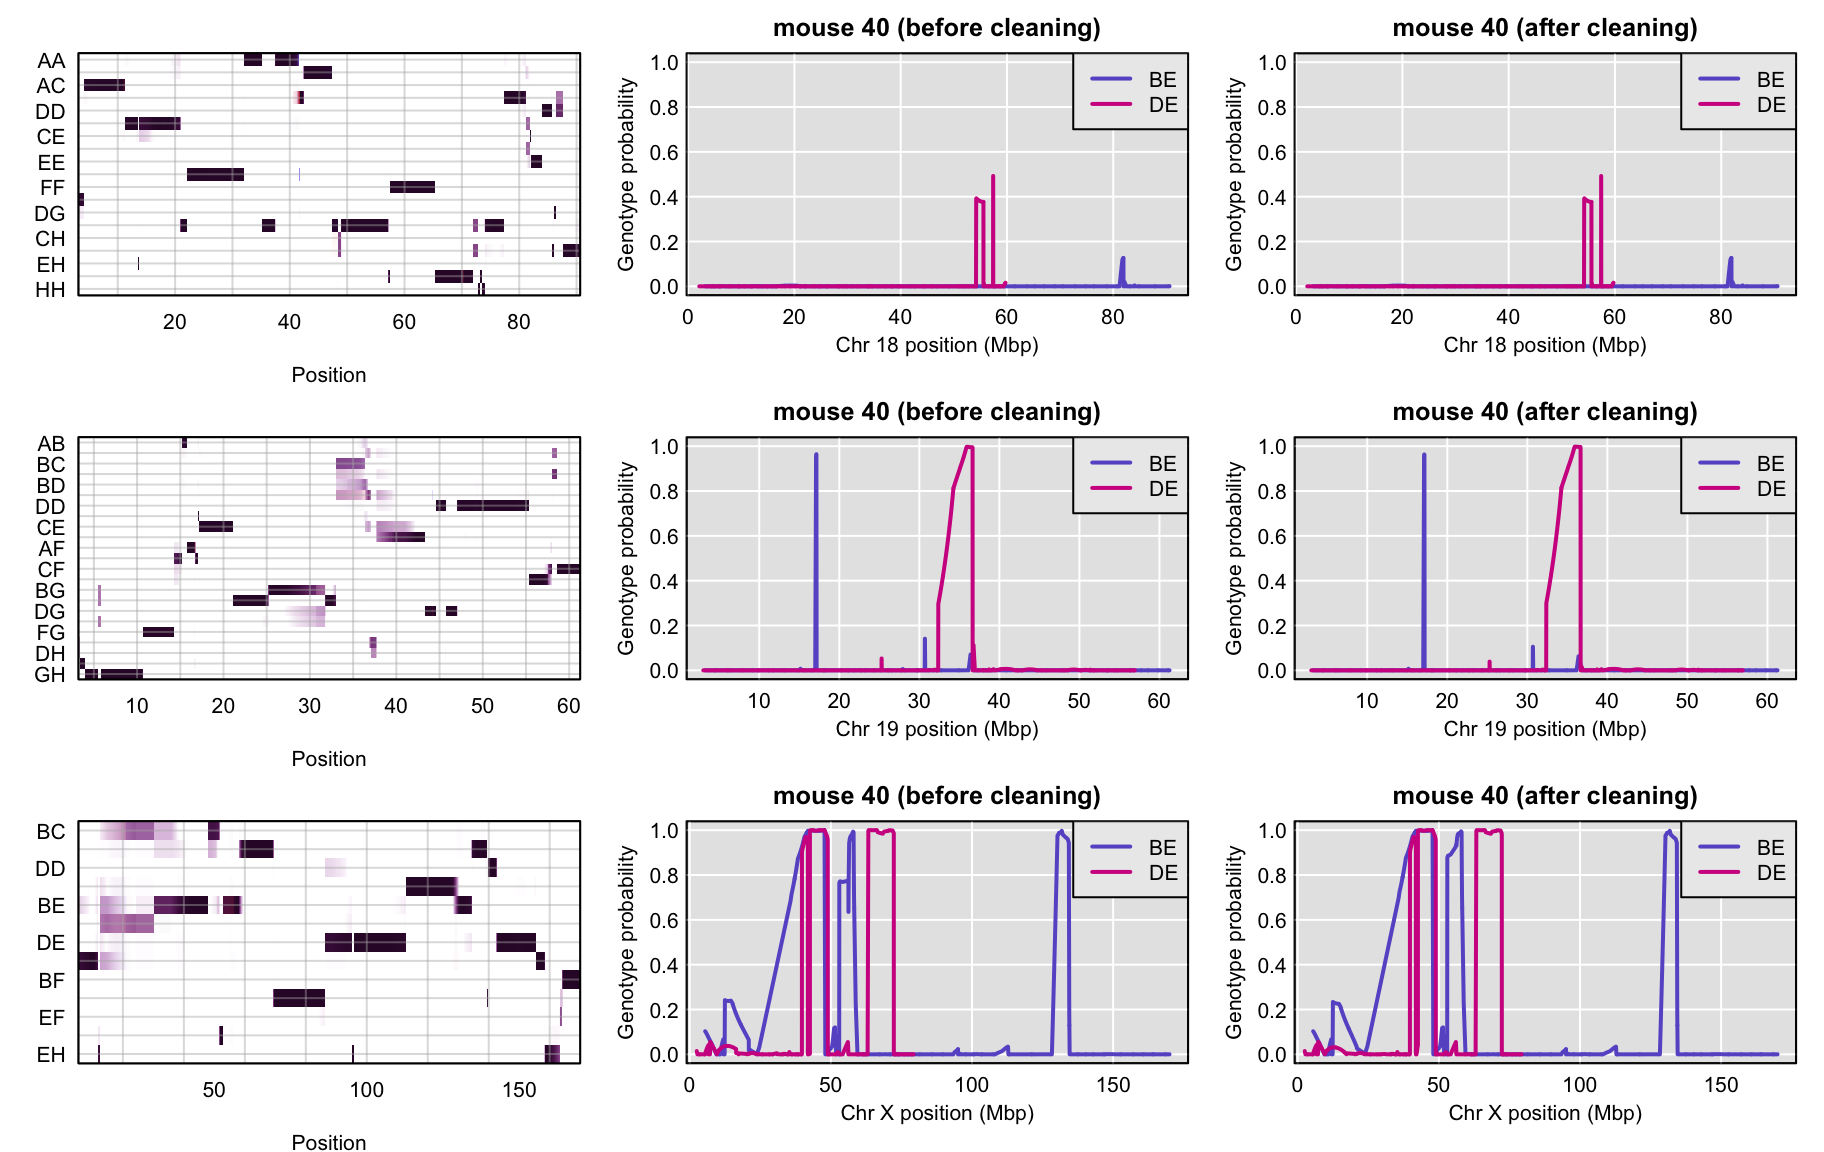 mouse 40 (before cleaning)
mouse 40 (after cleaning)
AA
AC
DD
CE
EE
FF
DG
CH
EH
HH
20 40 60 80
Position
Genotype probability
1.0
0.8
0.6
0.4
0.2
0.0
BE
DE
0 20 40 60 80
Chr 18 position (Mbp)
Genotype probability
1.0
0.8
0.6
0.4
0.2
0.0
BE
DE
0 20 40 60 80
Chr 18 position (Mbp)
mouse 40 (before cleaning)
mouse 40 (after cleaning)
AB
BC
BD
DD
CE
AF
CF
BG
DG
FG
DH
GH
10 20 30 40 50 60
Position
Genotype probability
1.0
0.8
0.6
0.4
0.2
0.0
BE
DE
10 20 30 40 50 60
Chr 19 position (Mbp)
Genotype probability
1.0
0.8
0.6
0.4
0.2
0.0
BE
DE
10 20 30 40 50 60
Chr 19 position (Mbp)
mouse 40 (before cleaning)
mouse 40 (after cleaning)
BC
DD
BE
DE
BF
EF
EH
50 100 150
Position
Genotype probability
1.0
0.8
0.6
0.4
0.2
0.0
BE
DE
0 50 100 150
Chr X position (Mbp)
Genotype probability
1.0
0.8
0.6
0.4
0.2
0.0
BE
DE
0 50 100 150
Chr X position (Mbp)